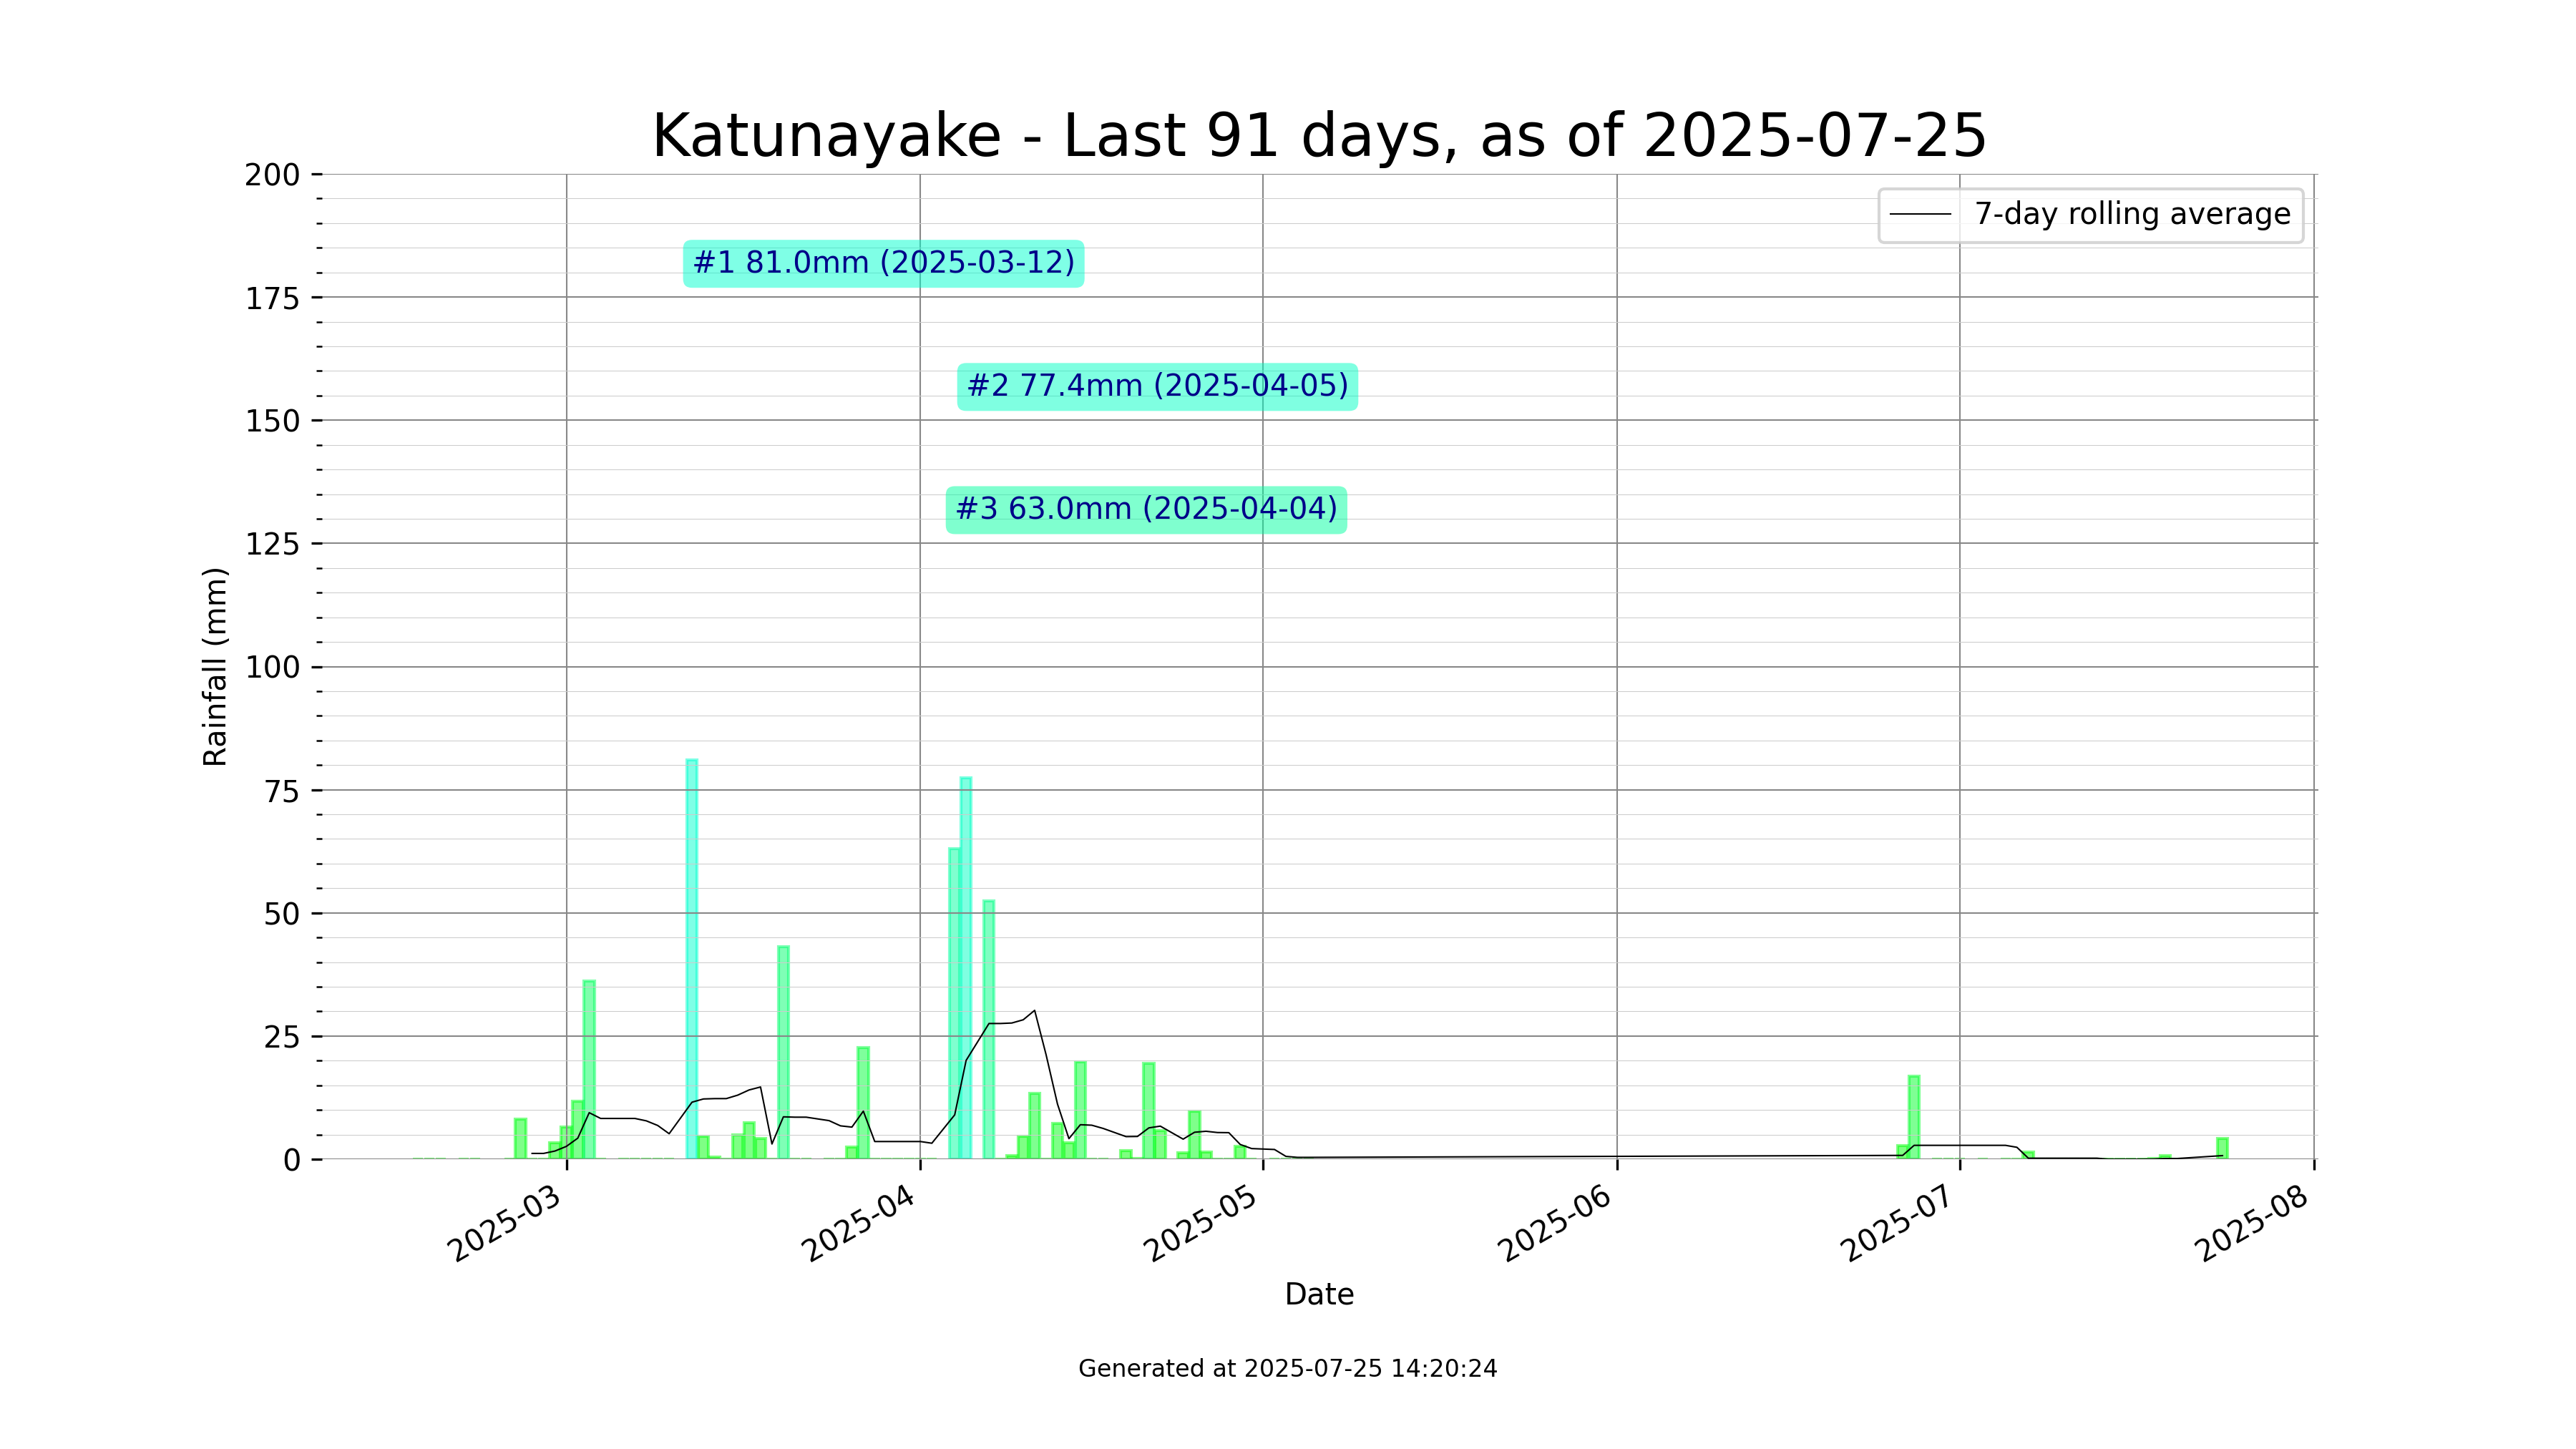 Katunayake - Last 91 days, as of 2025-07-25
7-day rolling average
#1 81.0mm (2025-03-12)
#2 77.4mm (2025-04-05)
#3 63.0mm (2025-04-04)
Rainfall (mm)
200
175
150
125
100
75
50
25
0
2025-03
2025-04
2025-05
2025-06
2025-07
2025-08
Date
Generated at 2025-07-25 14:20:24